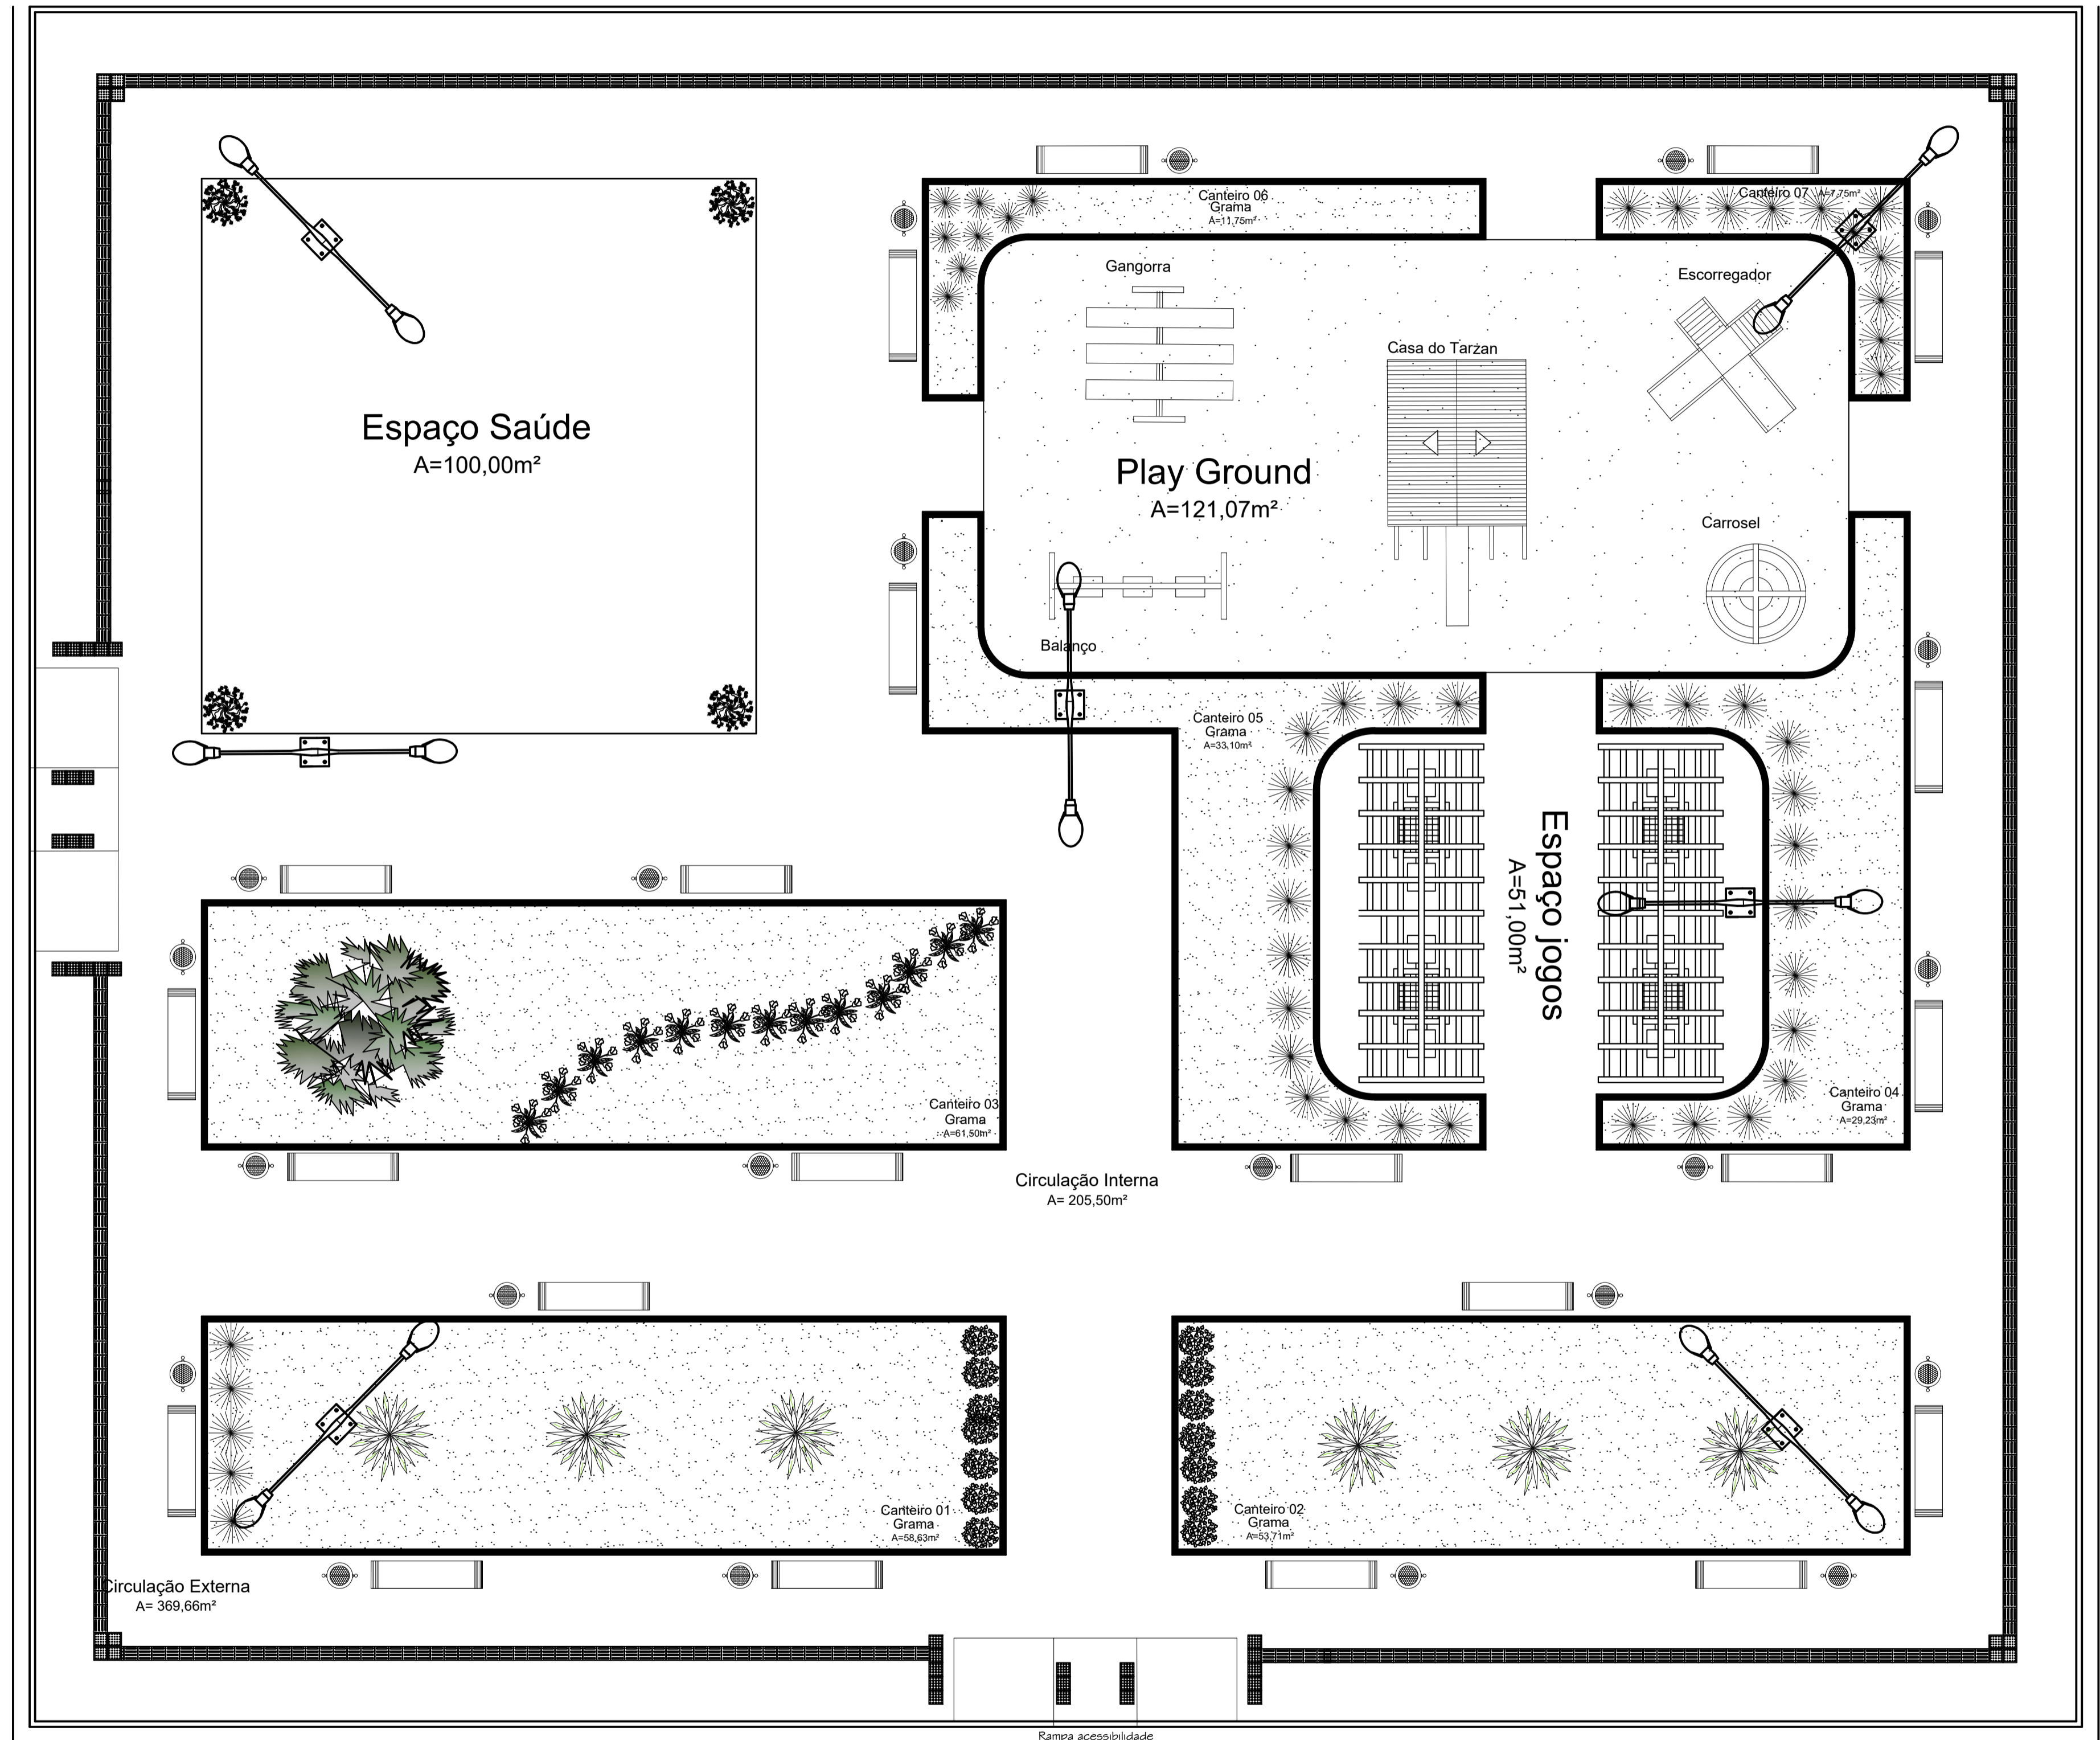 Canteiro 06
Grama
A=11,75m²
Canteiro 07 A=7,75m²
Gangorra
Escorregador
Casa do Tarzan
Espaço Saúde
A=100,00m²
Play Ground
A=121,07m²
Carrosel
Balanço
Canteiro 05
Grama
A=33,10m²
Espaço jogos
A=51,00m²
Canteiro 03
Grama
A=61,50m²
Canteiro 04
Grama
A=29,23m²
Circulação Interna
A= 205,50m²
Canteiro 01
Grama
A=58,63m²
Canteiro 02
Grama
A=53,71m²
Circulação Externa
A= 369,66m²
Rampa acessibilidade